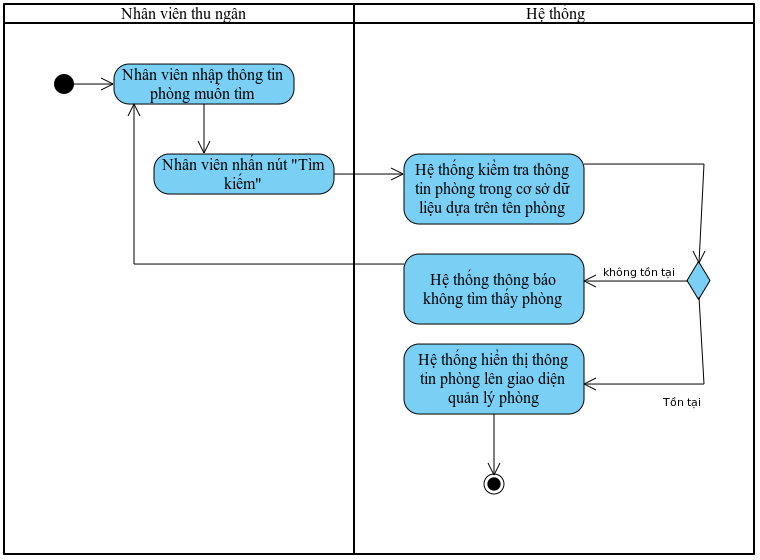 Nhân viên thu ngân
Hệ thống
Nhân viên nhập thông tin
phòng muốn tìm
Nhân viên nhấn nút "Tìm
kiếm"
Hệ thống kiểm tra thông
tin phòng trong cơ sở dữ
liệu dựa trên tên phòng
không tồn tại
Hệ thống thông báo
không tìm thấy phòng
Hệ thống hiển thị thông
tin phòng lên giao diện
quản lý phòng
Tồn tại